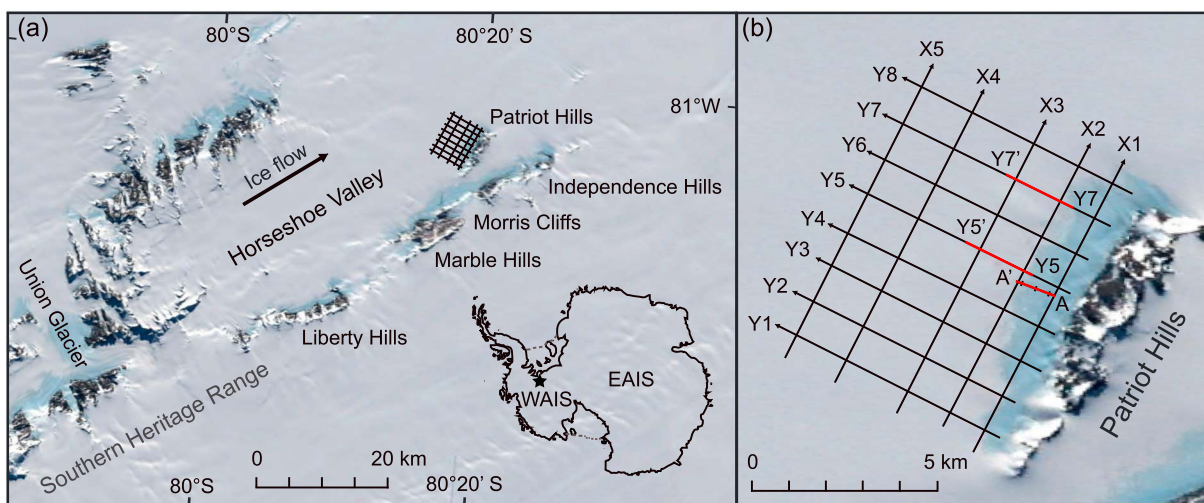 (a)
80°S
80°20’ S
81°W
Patriot Hills
Ice flow
Independence Hills
Horseshoe Valley
Morris Cliffs
Marble Hills
Union Glacier
Liberty Hills
Southern Heritage Range
WAIS
EAIS
0 20 km
80°S
80°20’ S
(b)
X5
X4
X3
X2
X1
Y8
Y7
Y6
Y5
Y4
Y3
Y2
Y1
Y7’
Y7
Y5’
Y5
A’
A
Patriot Hills
0 5 km